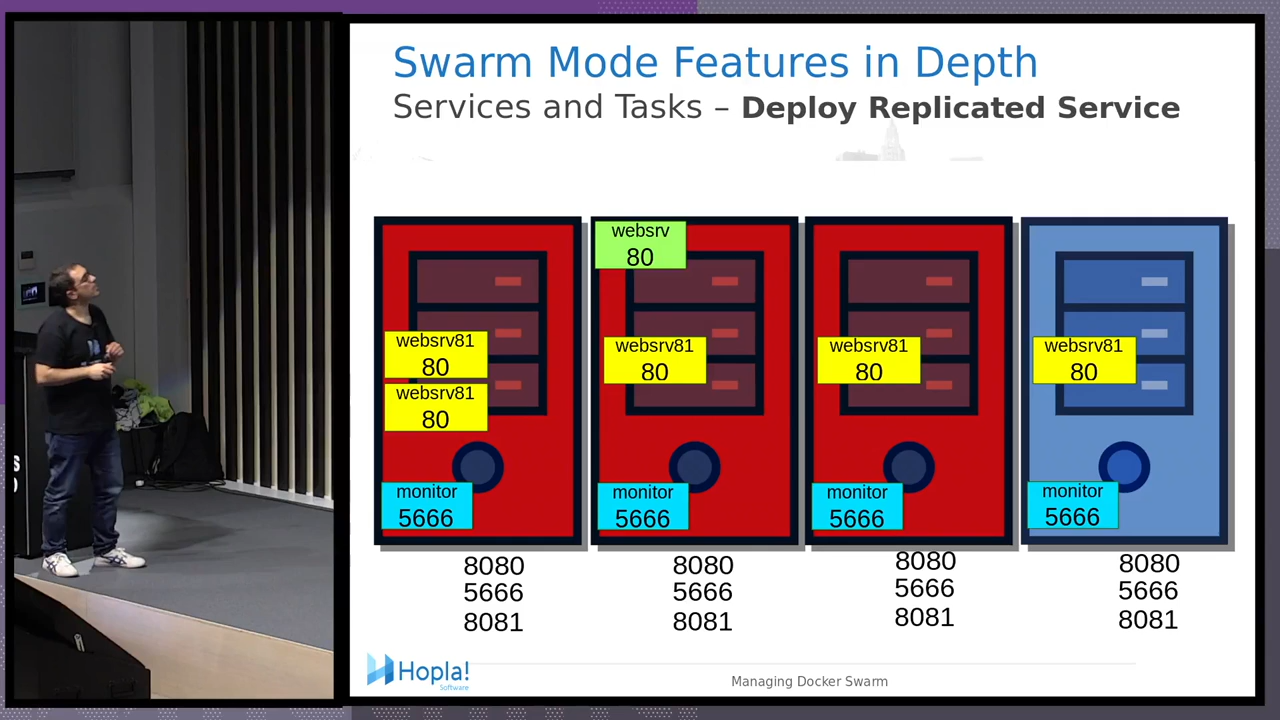 Swarm Mode Features in Depth
Services and Tasks – Deploy Replicated Service
websrv
80
websrv81
80
websrv81
80
websrv81
80
websrv81
80
websrv81
80
monitor
5666
monitor
5666
monitor
5666
monitor
5666
8080
5666
8081
8080
5666
8081
8080
5666
8081
8080
5666
8081
Hopla!
Software
Managing Docker Swarm